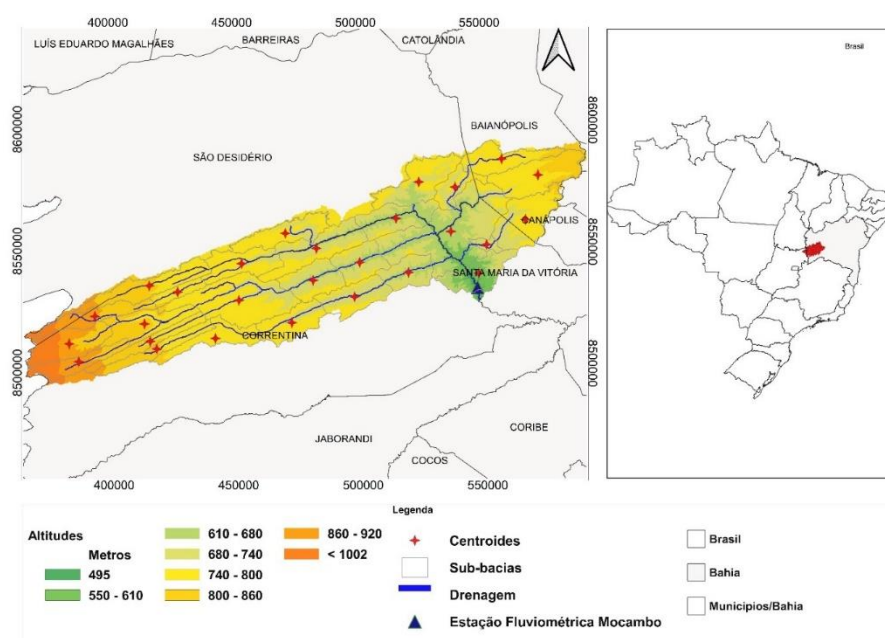 400000 450000 500000 550000
LUÍS EDUARDO MAGALHÃES BARREIRAS CATOLÂNDIA
Brasil
8600000 8600000
BAIANÓPOLIS
SÃO DESIDÉRIO
CANÁPOLIS
8550000 8550000
SANTA MARIA DA VITÓRIA
CORRENTINA
8500000 8500000
JABORANDI
CORIBE
COCOS
400000 450000 500000 550000
Legenda
Altitudes
Metros
495
550 - 610
610 - 680
680 - 740
740 - 800
800 - 860
860 - 920
< 1002
Centroides
Sub-bacias
Drenagem
Estação Fluviométrica Mocambo
Brasil
Bahia
Municipios/Bahia